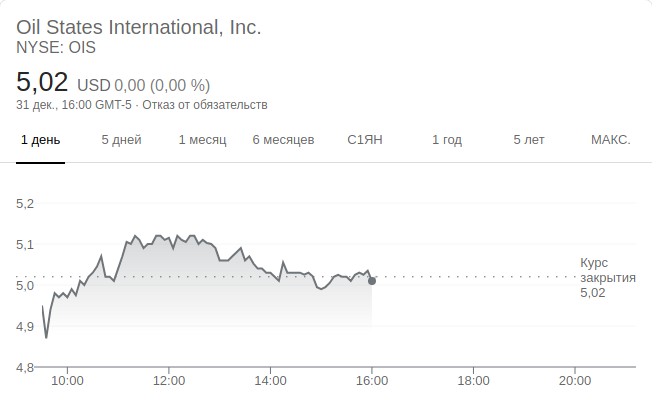 Oil States International, Inc.
NYSE: OIS
5,02 USD 0,00 (0,00 %)
31 дек., 16:00 GMT-5 · Отказ от обязательств
1 день 5 дней 1 месяц 6 месяцев С1ЯН 1 год 5 лет МАКС.
5,2
5,1
Курс
закрытия
5,02
5,0
4,9
4,8
10:00 12:00 14:00 16:00 18:00 20:00